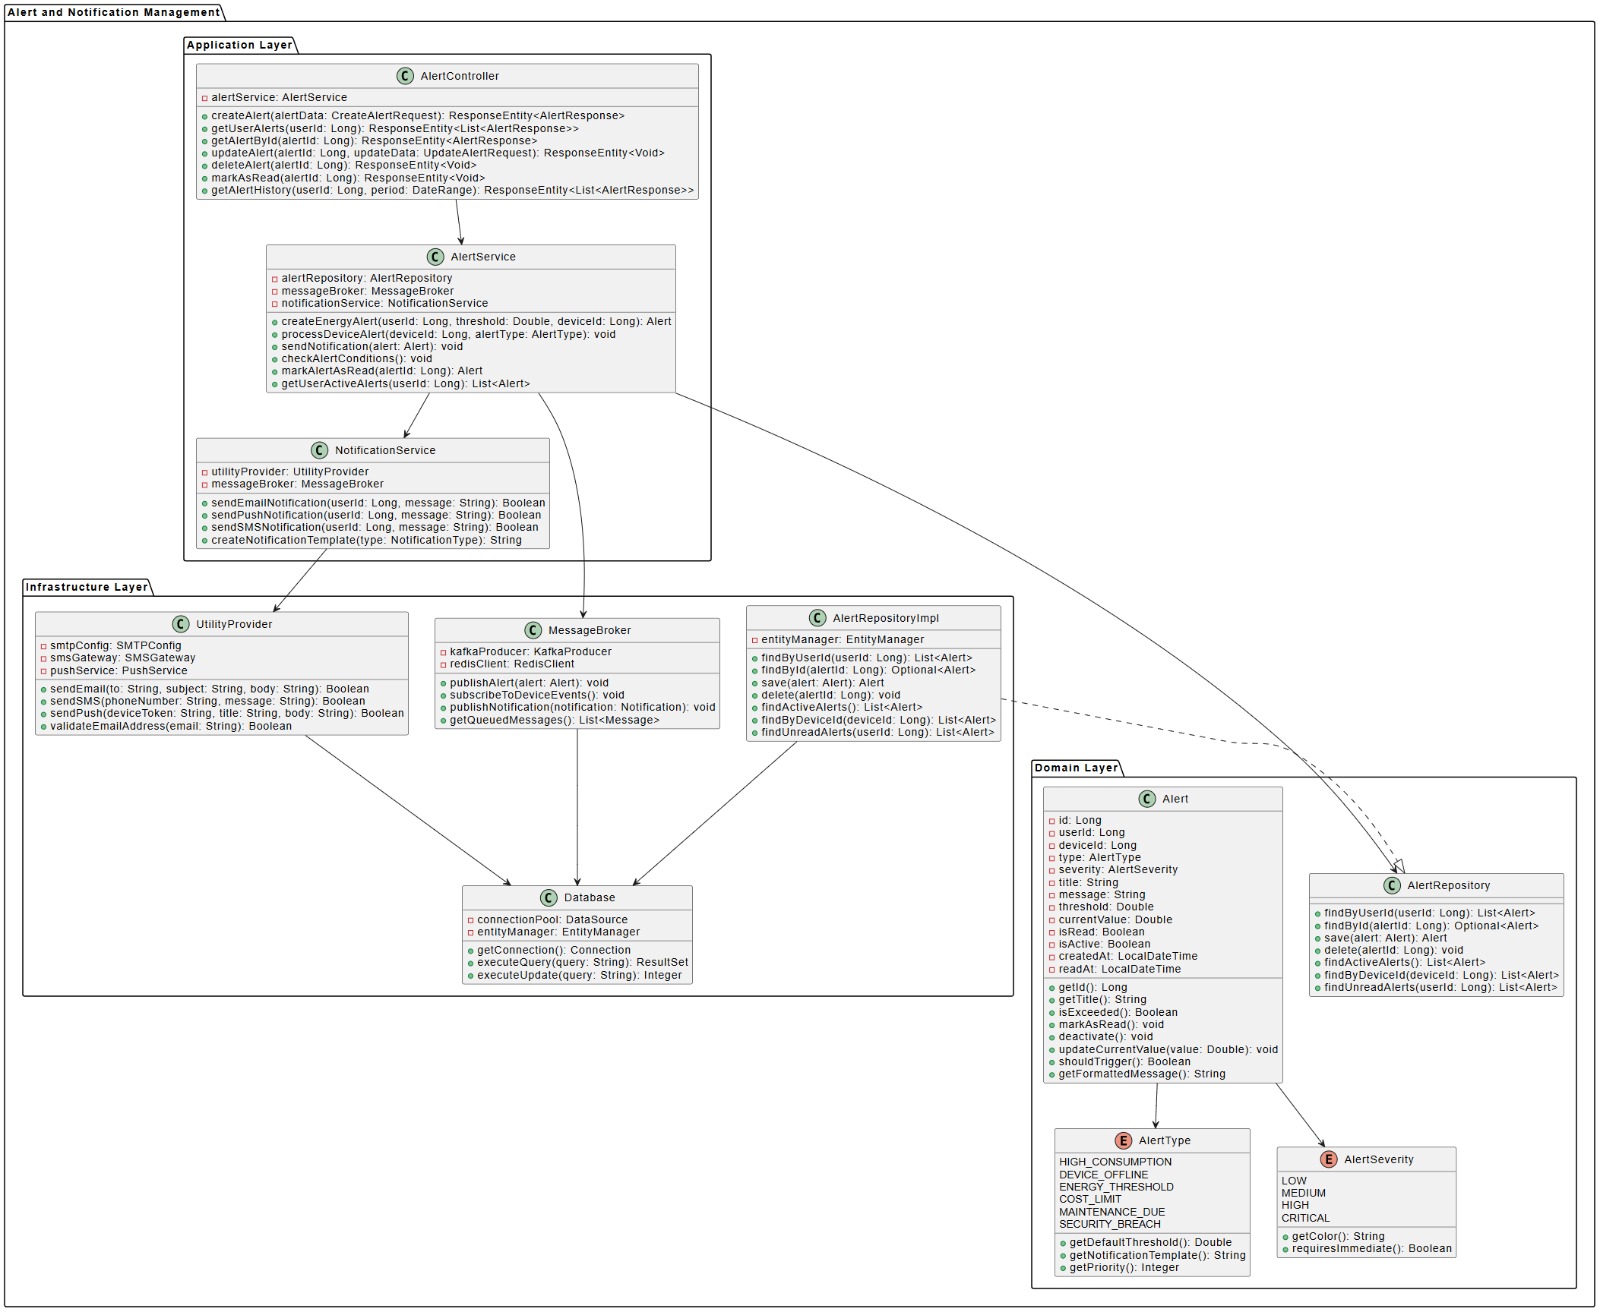 Alert and Notification Management
Application Layer
C AlertController
alertService: AlertService
createAlert(alertData: CreateAlertRequest): ResponseEntity<AlertResponse>
getUserAlerts(userId: Long): ResponseEntity<List<AlertResponse>>
getAlertById(alertId: Long): ResponseEntity<AlertResponse>
updateAlert(alertId: Long, updateData: UpdateAlertRequest): ResponseEntity<Void>
deleteAlert(alertId: Long): ResponseEntity<Void>
markAsRead(alertId: Long): ResponseEntity<Void>
getAlertHistory(userId: Long, period: DateRange): ResponseEntity<List<AlertResponse>>
C AlertService
alertRepository: AlertRepository
messageBroker: MessageBroker
notificationService: NotificationService
createEnergyAlert(userId: Long, threshold: Double, deviceId: Long): Alert
processDeviceAlert(deviceId: Long, alertType: AlertType): void
sendNotification(alert: Alert): void
checkAlertConditions(): void
markAlertAsRead(alertId: Long): Alert
getUserActiveAlerts(userId: Long): List<Alert>
C NotificationService
utilityProvider: UtilityProvider
messageBroker: MessageBroker
sendEmailNotification(userId: Long, message: String): Boolean
sendPushNotification(userId: Long, message: String): Boolean
sendSMSNotification(userId: Long, message: String): Boolean
createNotificationTemplate(type: NotificationType): String
Infrastructure Layer
C UtilityProvider
smtpConfig: SMTPConfig
smsGateway: SMSGateway
pushService: PushService
sendEmail(to: String, subject: String, body: String): Boolean
sendSMS(phoneNumber: String, message: String): Boolean
sendPush(deviceToken: String, title: String, body: String): Boolean
validateEmailAddress(email: String): Boolean
C MessageBroker
kafkaProducer: KafkaProducer
redisClient: RedisClient
publishAlert(alert: Alert): void
subscribeToDeviceEvents(): void
publishNotification(notification: Notification): void
getQueuedMessages(): List<Message>
C AlertRepositoryImpl
entityManager: EntityManager
findByUserId(userId: Long): List<Alert>
findById(alertId: Long): Optional<Alert>
save(alert: Alert): Alert
delete(alertId: Long): void
findActiveAlerts(): List<Alert>
findByDeviceId(deviceId: Long): List<Alert>
findUnreadAlerts(userId: Long): List<Alert>
C Database
connectionPool: DataSource
entityManager: EntityManager
getConnection(): Connection
executeQuery(query: String): ResultSet
executeUpdate(query: String): Integer
Domain Layer
C Alert
id: Long
userId: Long
deviceId: Long
type: AlertType
severity: AlertSeverity
title: String
message: String
threshold: Double
currentValue: Double
isRead: Boolean
isActive: Boolean
createdAt: LocalDateTime
readAt: LocalDateTime
getId(): Long
getTitle(): String
isExceeded(): Boolean
markAsRead(): void
deactivate(): void
updateCurrentValue(value: Double): void
shouldTrigger(): Boolean
getFormattedMessage(): String
C AlertRepository
findByUserId(userId: Long): List<Alert>
findById(alertId: Long): Optional<Alert>
save(alert: Alert): Alert
delete(alertId: Long): void
findActiveAlerts(): List<Alert>
findByDeviceId(deviceId: Long): List<Alert>
findUnreadAlerts(userId: Long): List<Alert>
E AlertType
HIGH_CONSUMPTION
DEVICE_OFFLINE
ENERGY_THRESHOLD
COST_LIMIT
MAINTENANCE_DUE
SECURITY_BREACH
getDefaultThreshold(): Double
getNotificationTemplate(): String
getPriority(): Integer
E AlertSeverity
LOW
MEDIUM
HIGH
CRITICAL
getColor(): String
requiresImmediate(): Boolean